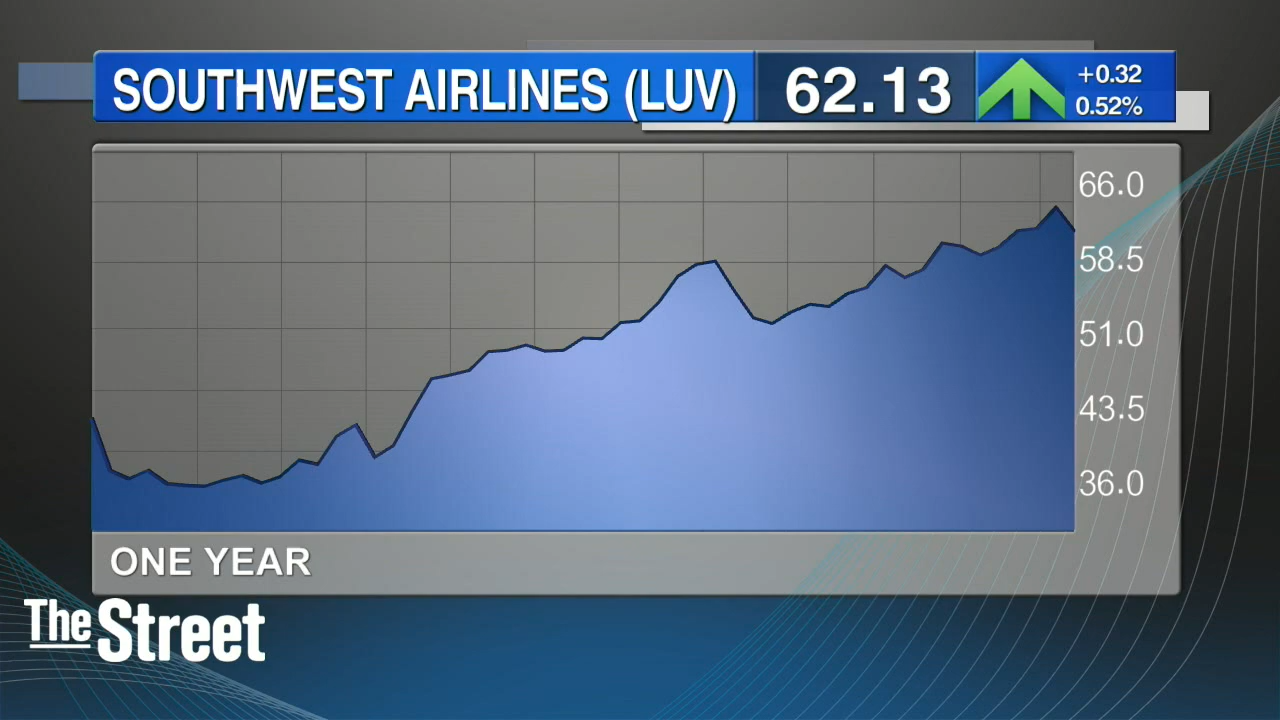 SOUTHWEST AIRLINES (LUV) 62.13 +0.32
0.52%
66.0
58.5
51.0
43.5
36.0
ONE YEAR
The Street